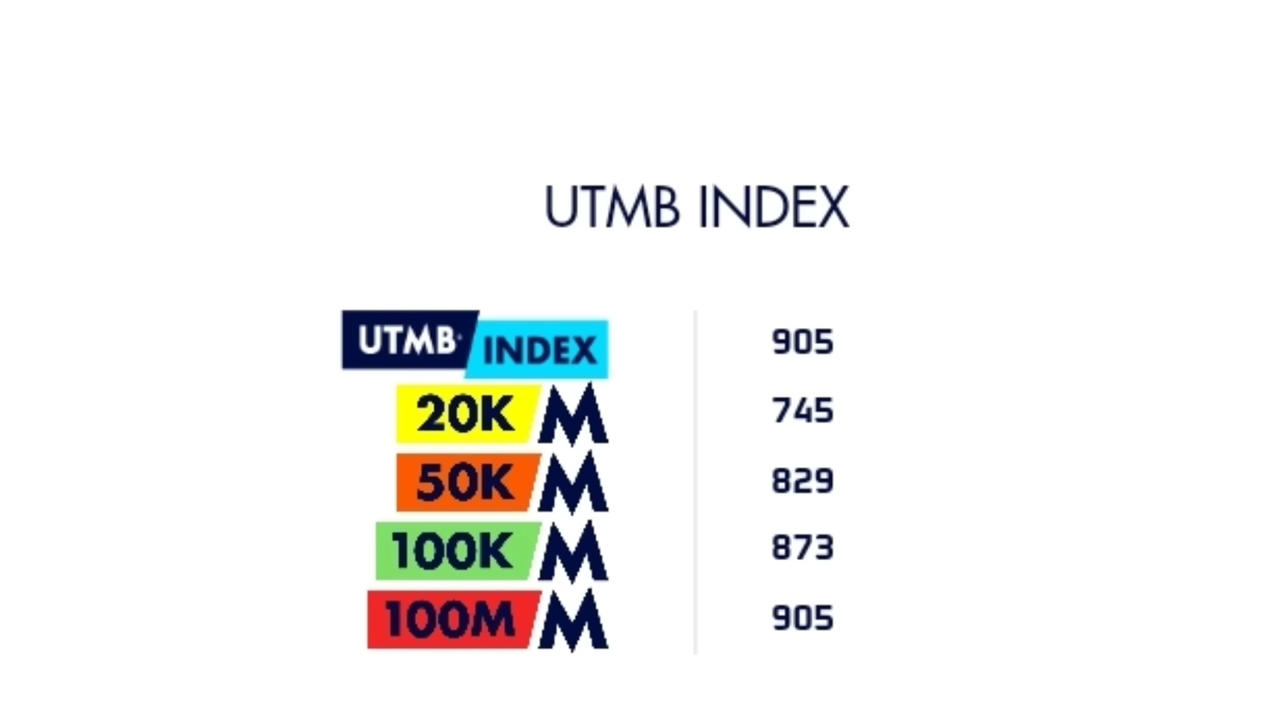 UTMB INDEX
UTMB INDEX 905
20K M 745
50K M 829
100K M 873
100M M 905